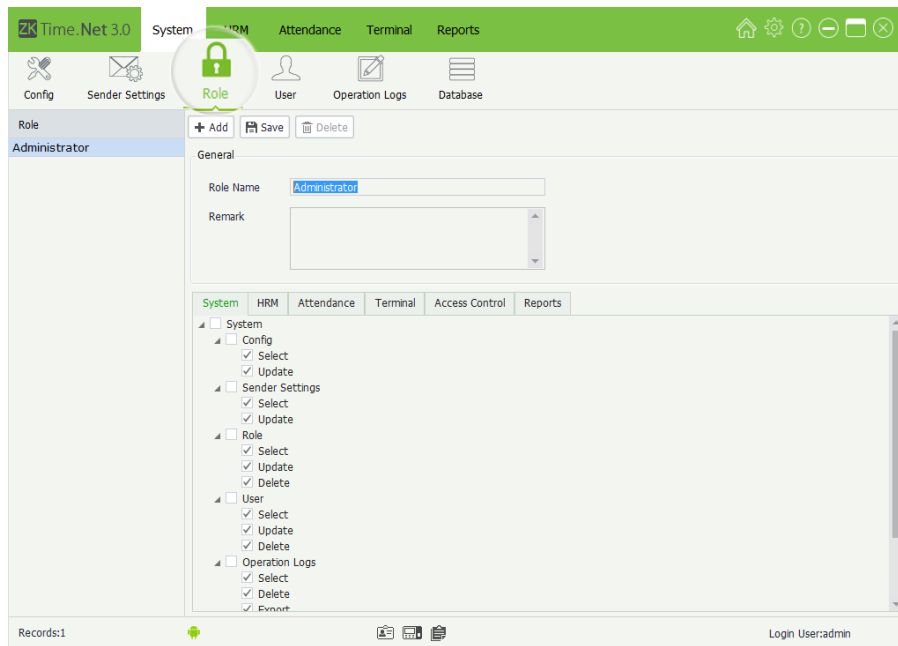 ZK Time.Net 3.0 System HRM Attendance Terminal Reports
Config Sender Settings Role User Operation Logs Database
Role
Administrator
Add Save Delete
General
Role Name Administrator
Remark
System HRM Attendance Terminal Access Control Reports
System
Config
Select
Update
Sender Settings
Select
Update
Role
Select
Update
Delete
User
Select
Update
Delete
Operation Logs
Select
Delete
Export
Records:1 Login User:admin